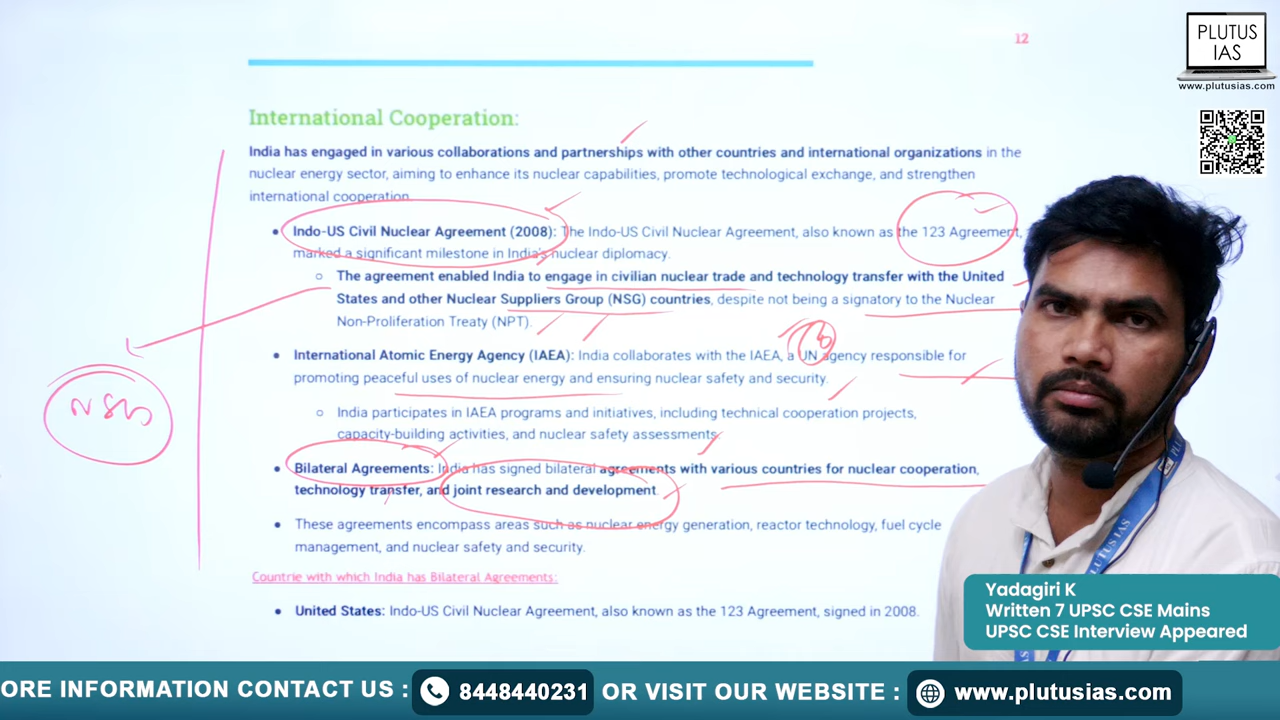 12
PLUTUS
IAS
www.plutusias.com
International Cooperation:
India has engaged in various collaborations and partnerships with other countries and international organizations in the
nuclear energy sector, aiming to enhance its nuclear capabilities, promote technological exchange, and strengthen
international cooperation.
• Indo-US Civil Nuclear Agreement (2008): The Indo-US Civil Nuclear Agreement, also known as the 123 Agreement,
marked a significant milestone in India's nuclear diplomacy.
○ The agreement enabled India to engage in civilian nuclear trade and technology transfer with the United
States and other Nuclear Suppliers Group (NSG) countries, despite not being a signatory to the Nuclear
Non-Proliferation Treaty (NPT).
• International Atomic Energy Agency (IAEA): India collaborates with the IAEA, a UN agency responsible for
promoting peaceful uses of nuclear energy and ensuring nuclear safety and security.
○ India participates in IAEA programs and initiatives, including technical cooperation projects,
capacity-building activities, and nuclear safety assessments.
NSG
• Bilateral Agreements: India has signed bilateral agreements with various countries for nuclear cooperation,
technology transfer, and joint research and development.
• These agreements encompass areas such as nuclear energy generation, reactor technology, fuel cycle
management, and nuclear safety and security.
Countrie with which India has Bilateral Agreements:
• United States: Indo-US Civil Nuclear Agreement, also known as the 123 Agreement, signed in 2008.
PLUTUS IAS
Yadagiri K
Written 7 UPSC CSE Mains
UPSC CSE Interview Appeared
ORE INFORMATION CONTACT US : 8448440231 OR VISIT OUR WEBSITE : www.plutusias.com